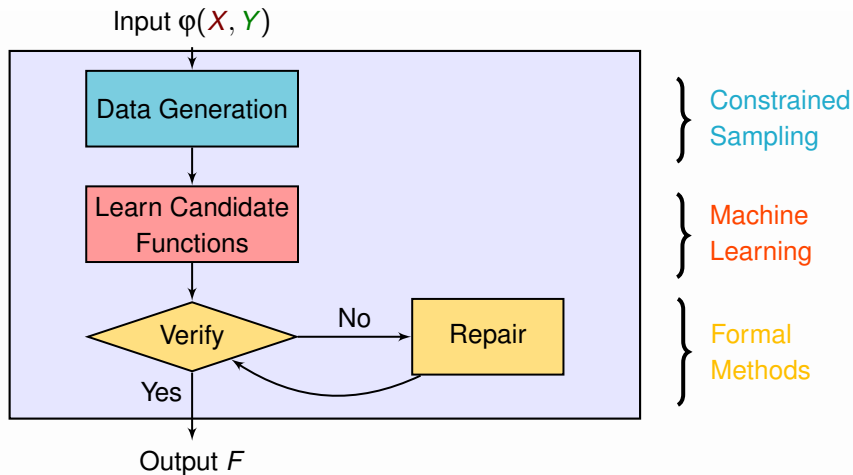 Input φ(X, Y)
Data Generation
Constrained
Sampling
Learn Candidate
Functions
Machine
Learning
Verify
No
Repair
Formal
Methods
Yes
Output F